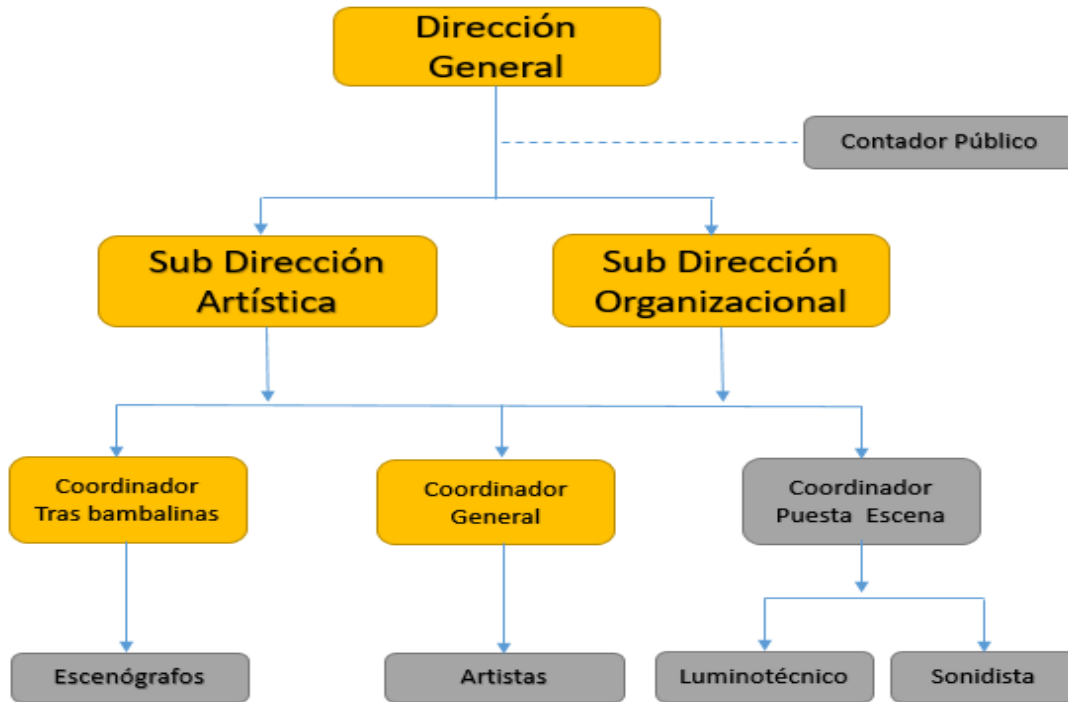 Dirección
General
Contador Público
Sub Dirección
Artística
Sub Dirección
Organizacional
Coordinador
Tras bambalinas
Coordinador
General
Coordinador
Puesta Escena
Escenógrafos
Artistas
Luminotécnico
Sonidista